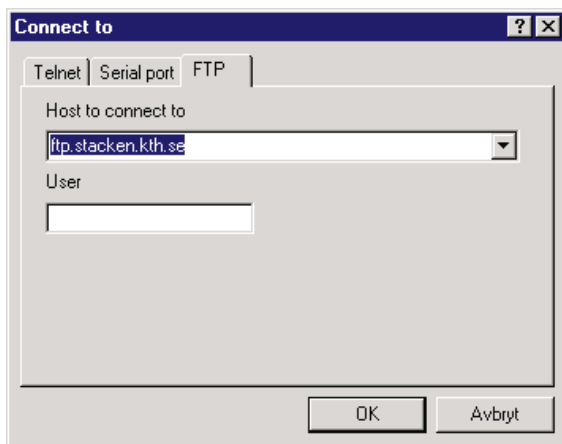 Connect to
Telnet Serial port FTP
Host to connect to
ftp.stacken.kth.se
User
OK Avbryt